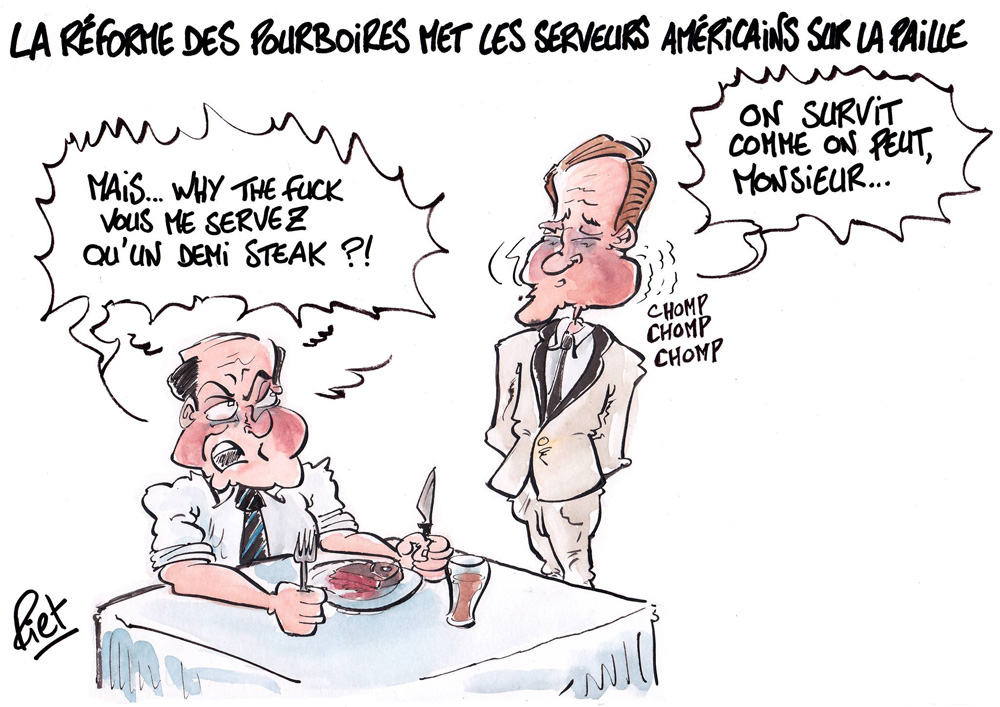 LA RÉFORME DES POURBOIRES MET LES SERVEURS AMÉRICAINS SUR LA PAILLE
MAIS... WHY THE FUCK
VOUS ME SERVEZ
QU'UN DEMI STEAK ?!
ON SURVIT
COMME ON PEUT,
MONSIEUR...
CHOMP
CHOMP
CHOMP
Piet